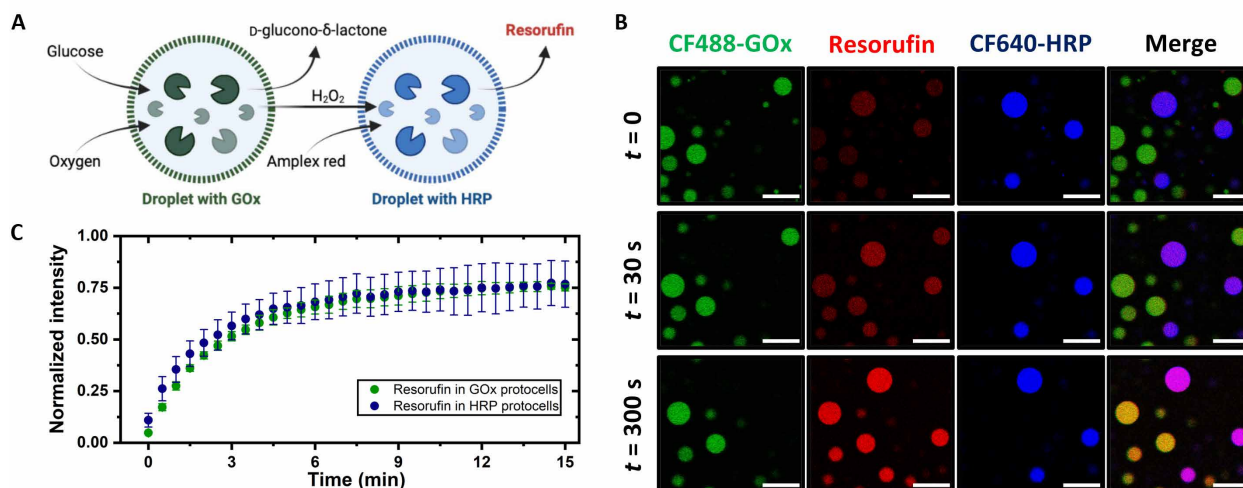 A
Glucose
D-glucono-δ-lactone
Resorufin
H₂O₂
Oxygen
Amplex red
Droplet with GOx
Droplet with HRP
B
CF488-GOx
Resorufin
CF640-HRP
Merge
t = 0
t = 30 s
t = 300 s
C
Normalized intensity
1.00
0.75
0.50
0.25
0.00
Resorufin in GOx protocells
Resorufin in HRP protocells
0
3
6
9
12
15
Time (min)